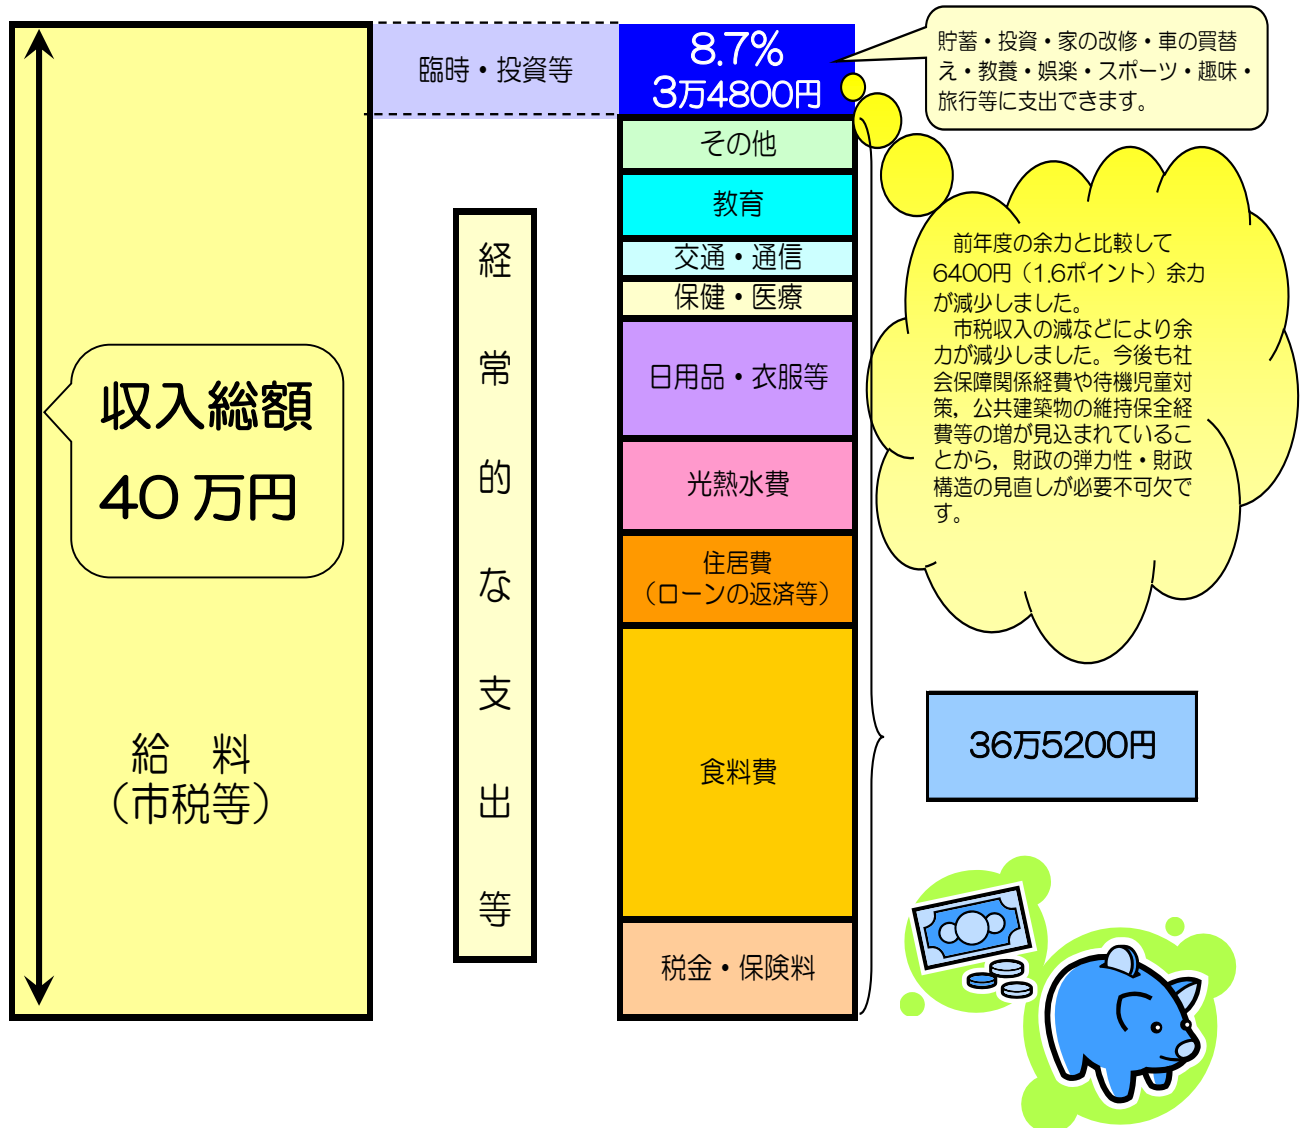 臨時・投資等
8.7%
3万4800円
貯蓄・投資・家の改修・車の買替
え・教養・娯楽・スポーツ・趣味・
旅行等に支出できます。
その他
教育
交通・通信
保健・医療
日用品・衣服等
光熱水費
住居費
（ローンの返済等）
食料費
税金・保険料
経
常
的
な
支
出
等
収入総額
40万円
給　料
（市税等）
　前年度の余力と比較して
6400円（1.6ポイント）余力
が減少しました。
　市税収入の減などにより余
力が減少しました。今後も社
会保障関係経費や待機児童対
策，公共建築物の維持保全経
費等の増が見込まれているこ
とから，財政の弾力性・財政
構造の見直しが必要不可欠で
す。
36万5200円